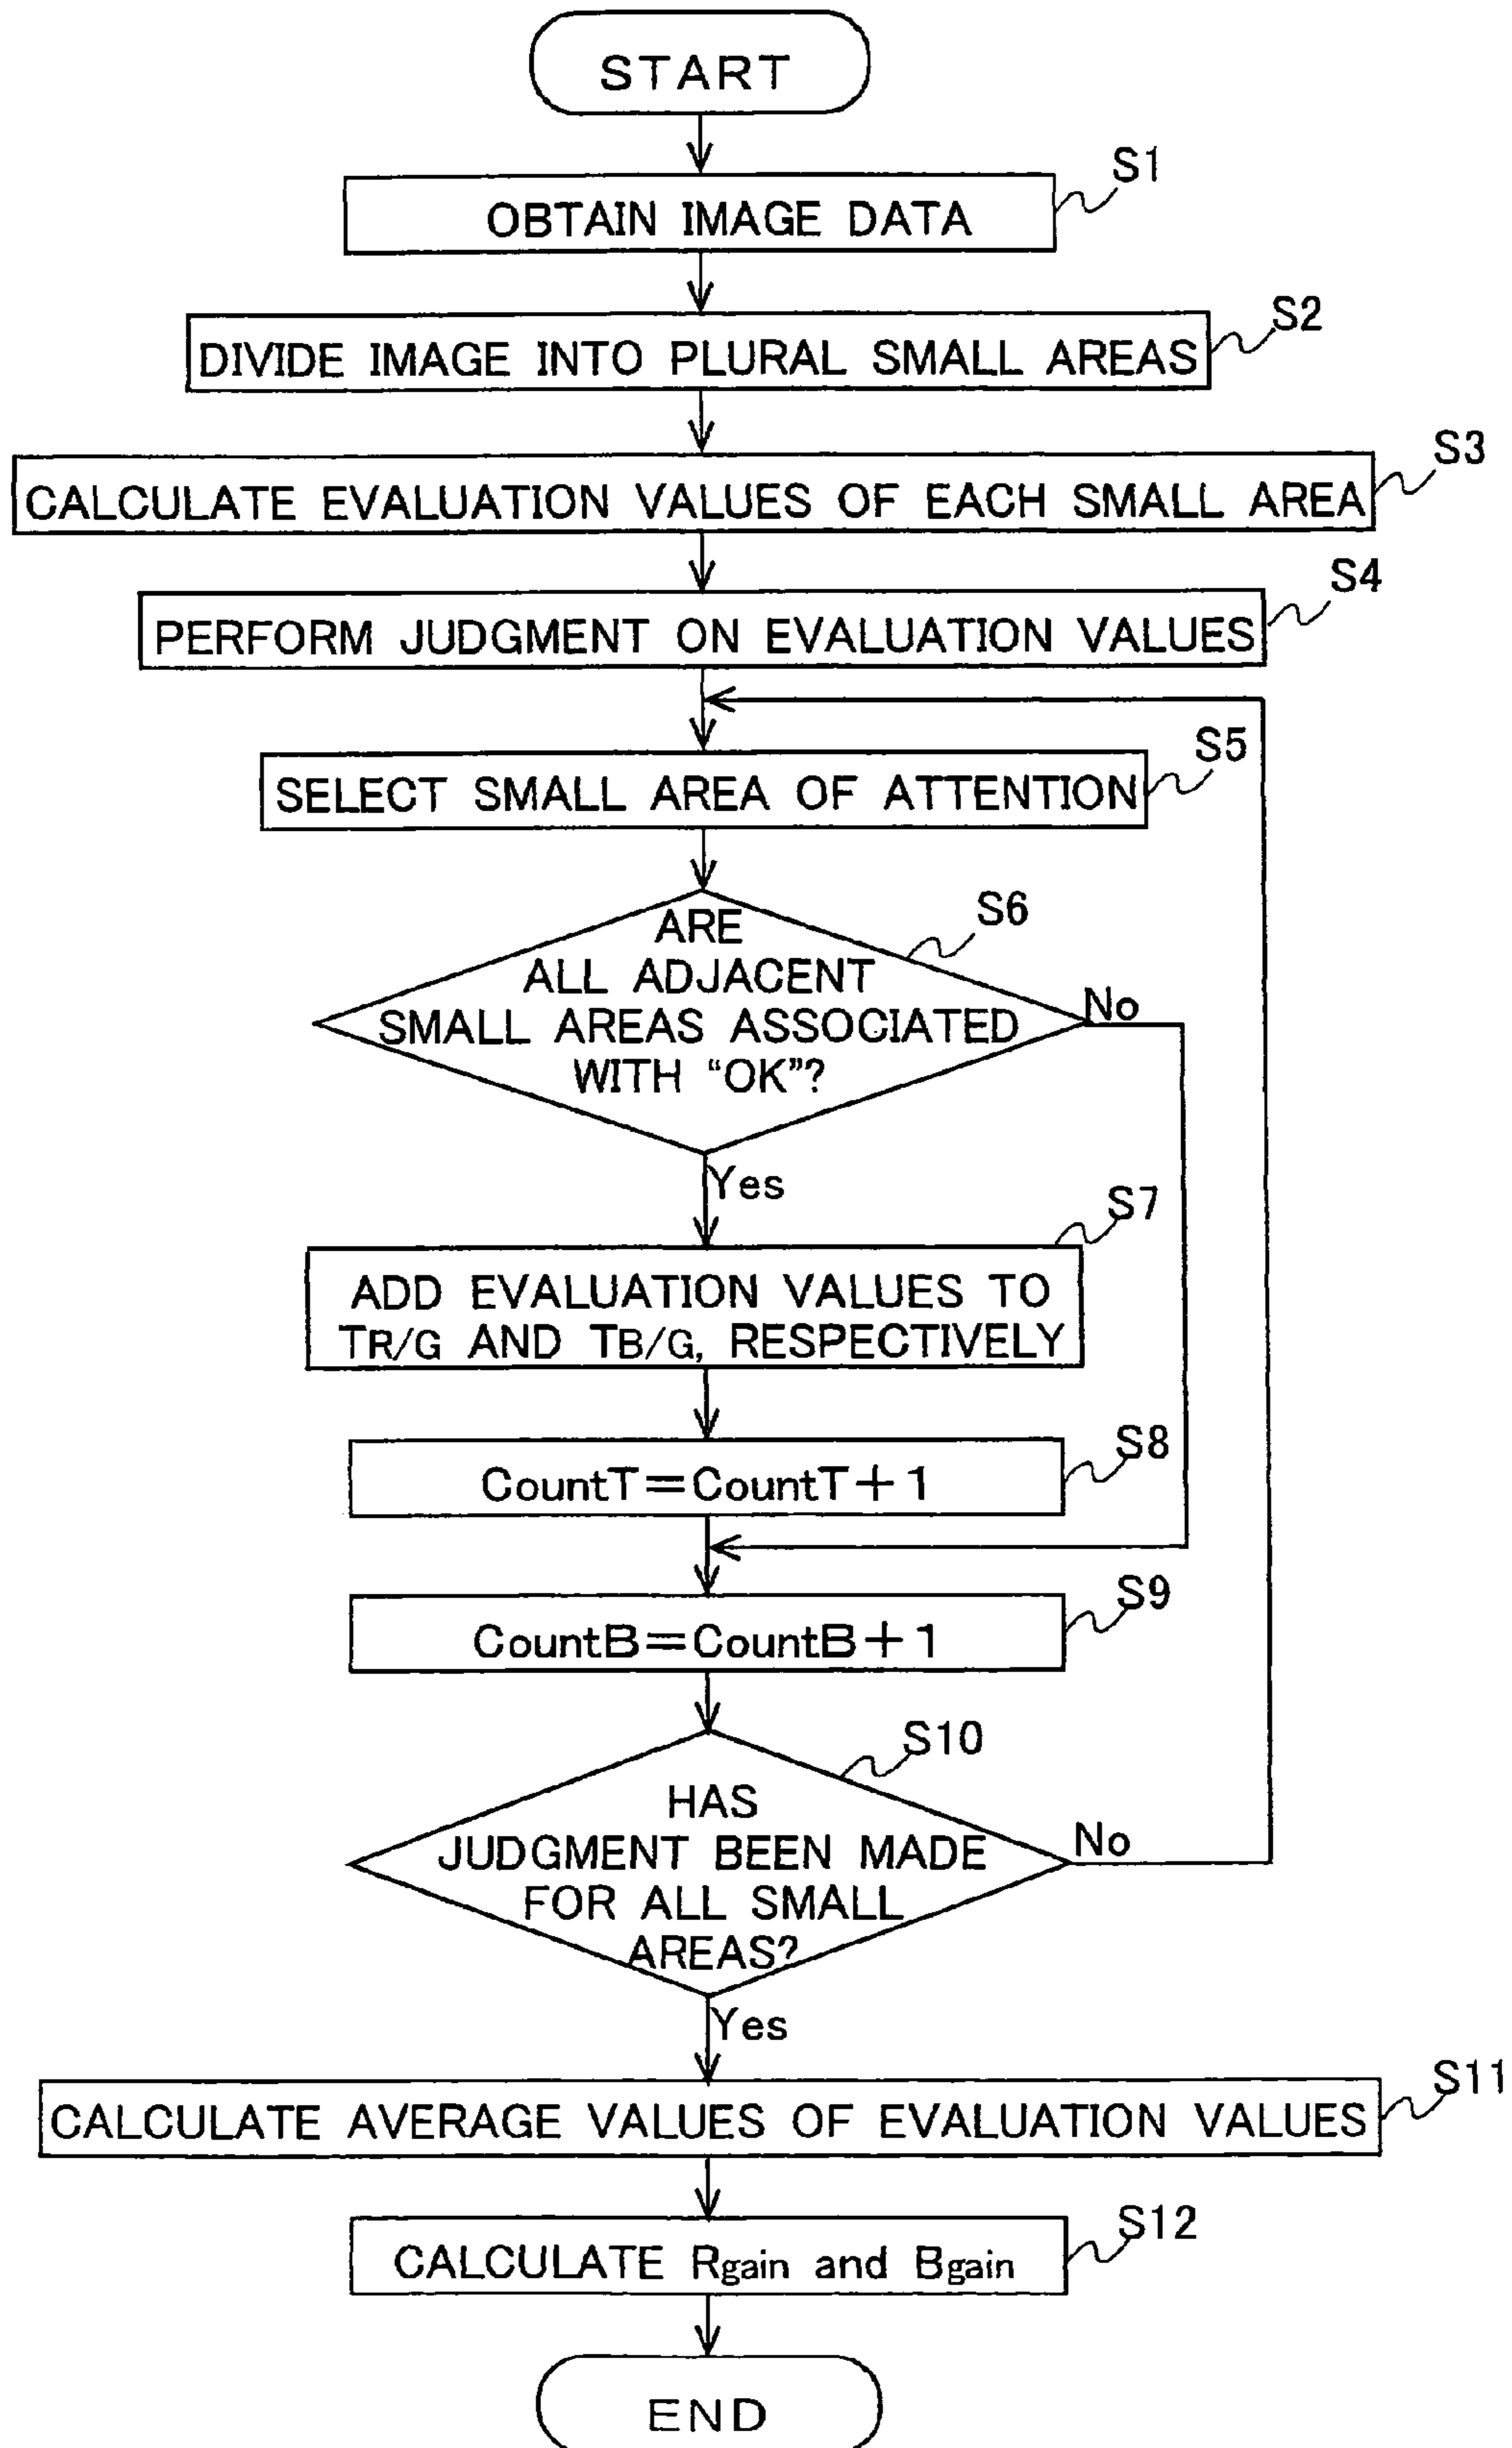 START
S1
OBTAIN IMAGE DATA
S2
DIVIDE IMAGE INTO PLURAL SMALL AREAS
S3
CALCULATE EVALUATION VALUES OF EACH SMALL AREA
S4
PERFORM JUDGMENT ON EVALUATION VALUES
S5
SELECT SMALL AREA OF ATTENTION
S6
ARE
ALL ADJACENT
SMALL AREAS ASSOCIATED
WITH “OK”?
No
Yes
S7
ADD EVALUATION VALUES TO
TR/G AND TB/G, RESPECTIVELY
S8
CountT=CountT+1
S9
CountB=CountB+1
S10
HAS
JUDGMENT BEEN MADE
FOR ALL SMALL
AREAS?
No
Yes
S11
CALCULATE AVERAGE VALUES OF EVALUATION VALUES
S12
CALCULATE Rgain and Bgain
END